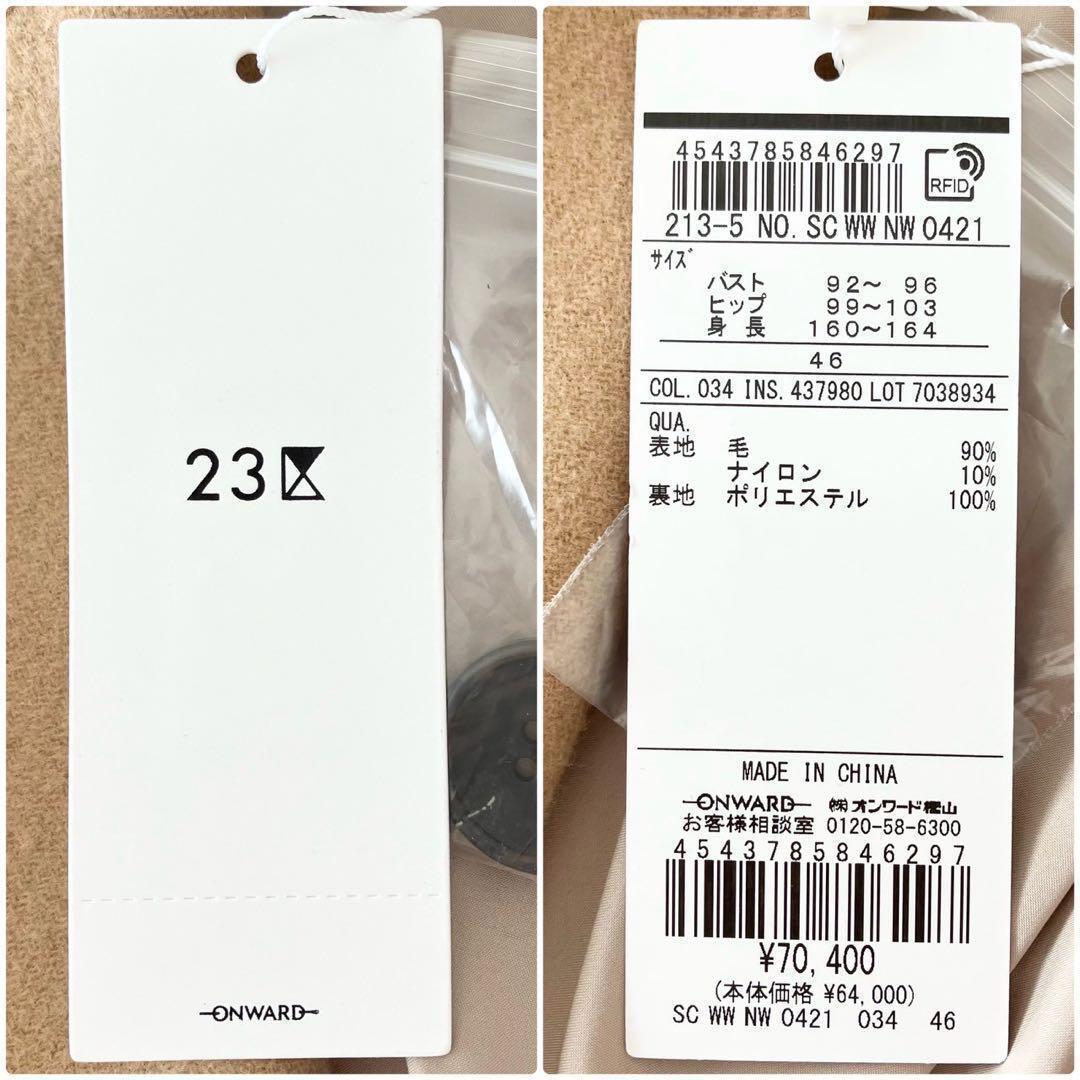 23区
ONWARD
4543785846297
RFID
213-5 NO. SC WW NW 0421
サイズ
バスト 92～ 96
ヒップ 99～103
身 長 160～164
46
COL. 034 INS. 437980 LOT 7038934
QUA.
表地 毛 90%
ナイロン 10%
裏地 ポリエステル 100%
MADE IN CHINA
ONWARD ㈱オンワード樫山
お客様相談室 0120-58-6300
4543785846297
¥70,400
(本体価格 ¥64,000)
SC WW NW 0421 034 46